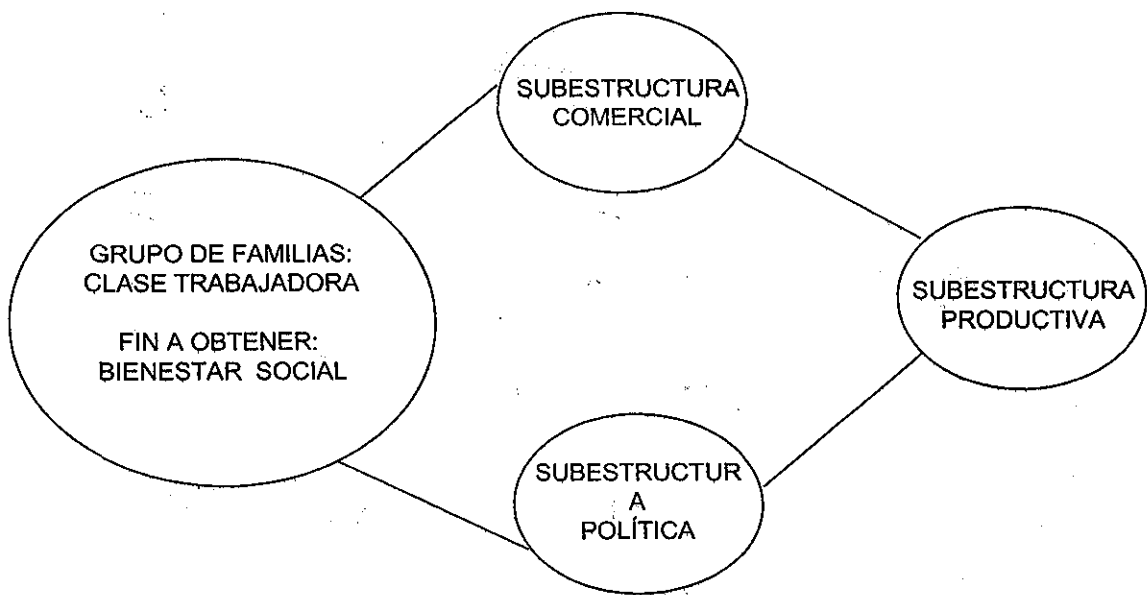 SUBESTRUCTURA
COMERCIAL
GRUPO DE FAMILIAS:
CLASE TRABAJADORA
FIN A OBTENER:
BIENESTAR SOCIAL
SUBESTRUCTURA
PRODUCTIVA
SUBESTRUCTUR
A
POLÍTICA